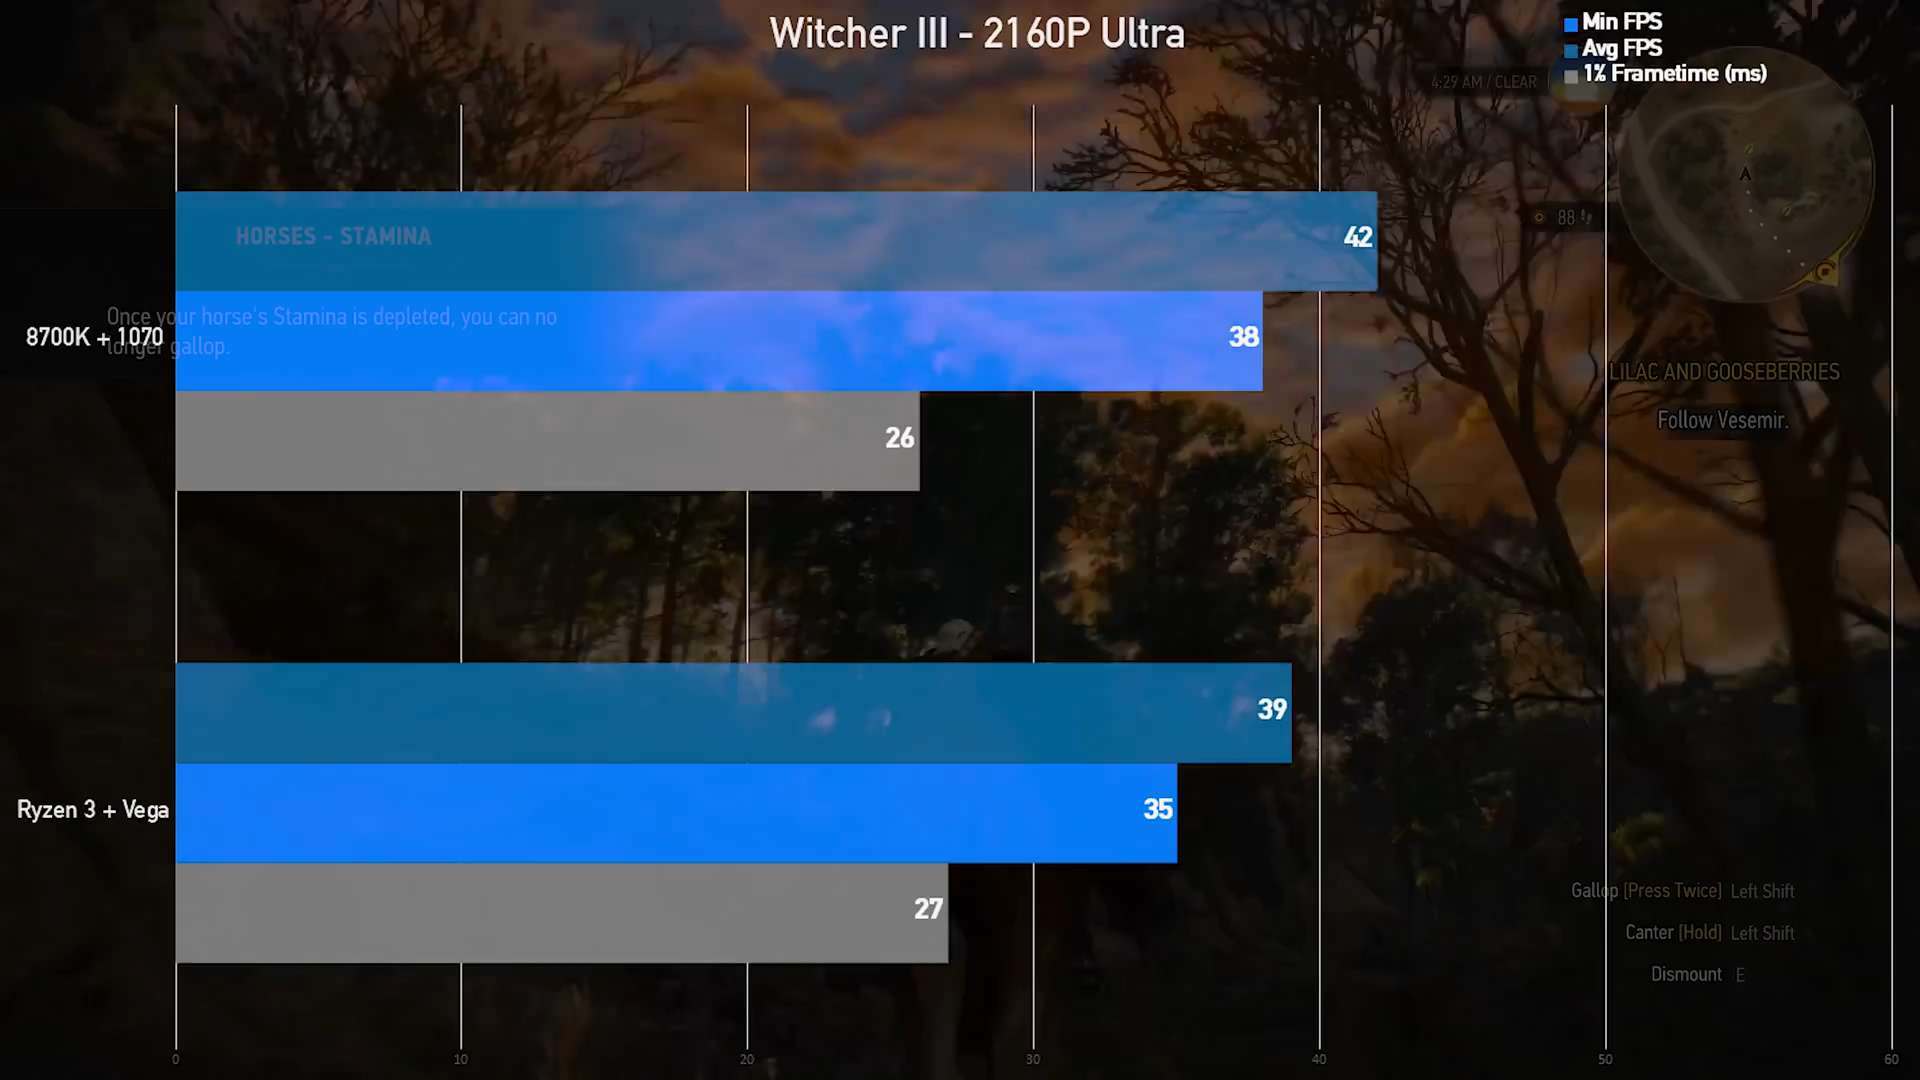 Witcher III - 2160P Ultra
Min FPS
Avg FPS
1% Frametime (ms)
4:29 AM / CLEAR
88
HORSES - STAMINA
42
Once your horse's Stamina is depleted, you can no
longer gallop.
8700K + 1070
38
26
LILAC AND GOOSEBERRIES
Follow Vesemir.
39
Ryzen 3 + Vega
35
27
Gallop [Press Twice] Left Shift
Canter [Hold] Left Shift
Dismount E
0 10 20 30 40 50 60